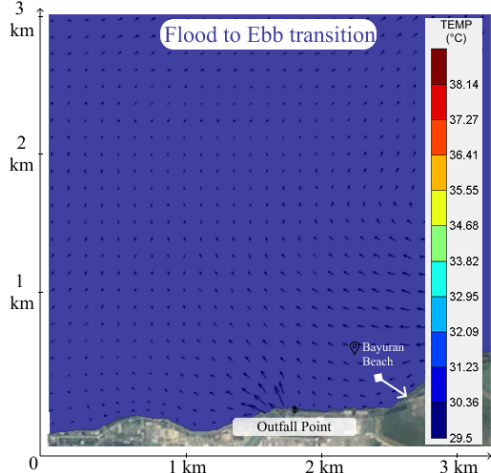 3
km
Flood to Ebb transition
TEMP
(°C)
38.14
37.27
36.41
35.55
34.68
33.82
32.95
32.09
31.23
30.36
29.5
2
km
1
km
Bayuran
Beach
Outfall Point
0
1 km
2 km
3 km